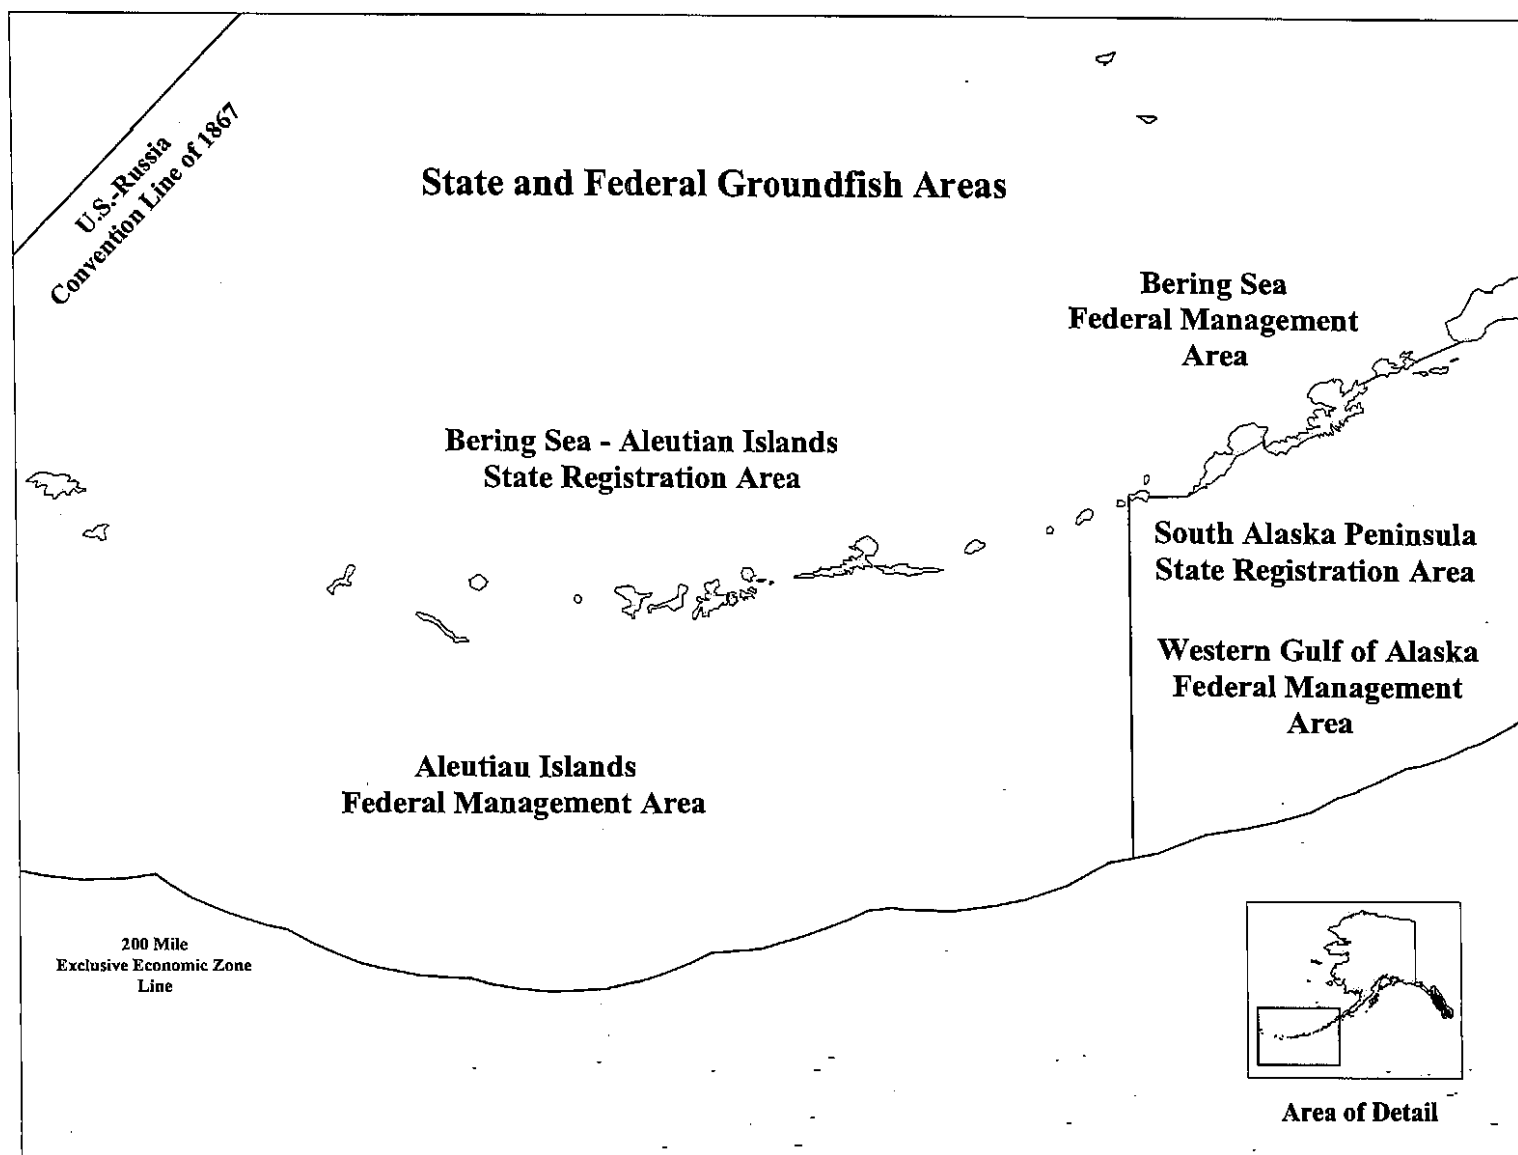 U.S.-Russia
Convention Line of 1867
State and Federal Groundfish Areas
Bering Sea
Federal Management
Area
Bering Sea - Aleutian Islands
State Registration Area
South Alaska Peninsula
State Registration Area
Western Gulf of Alaska
Federal Management
Area
Aleutiau Islands
Federal Management Area
200 Mile
Exclusive Economic Zone
Line
Area of Detail